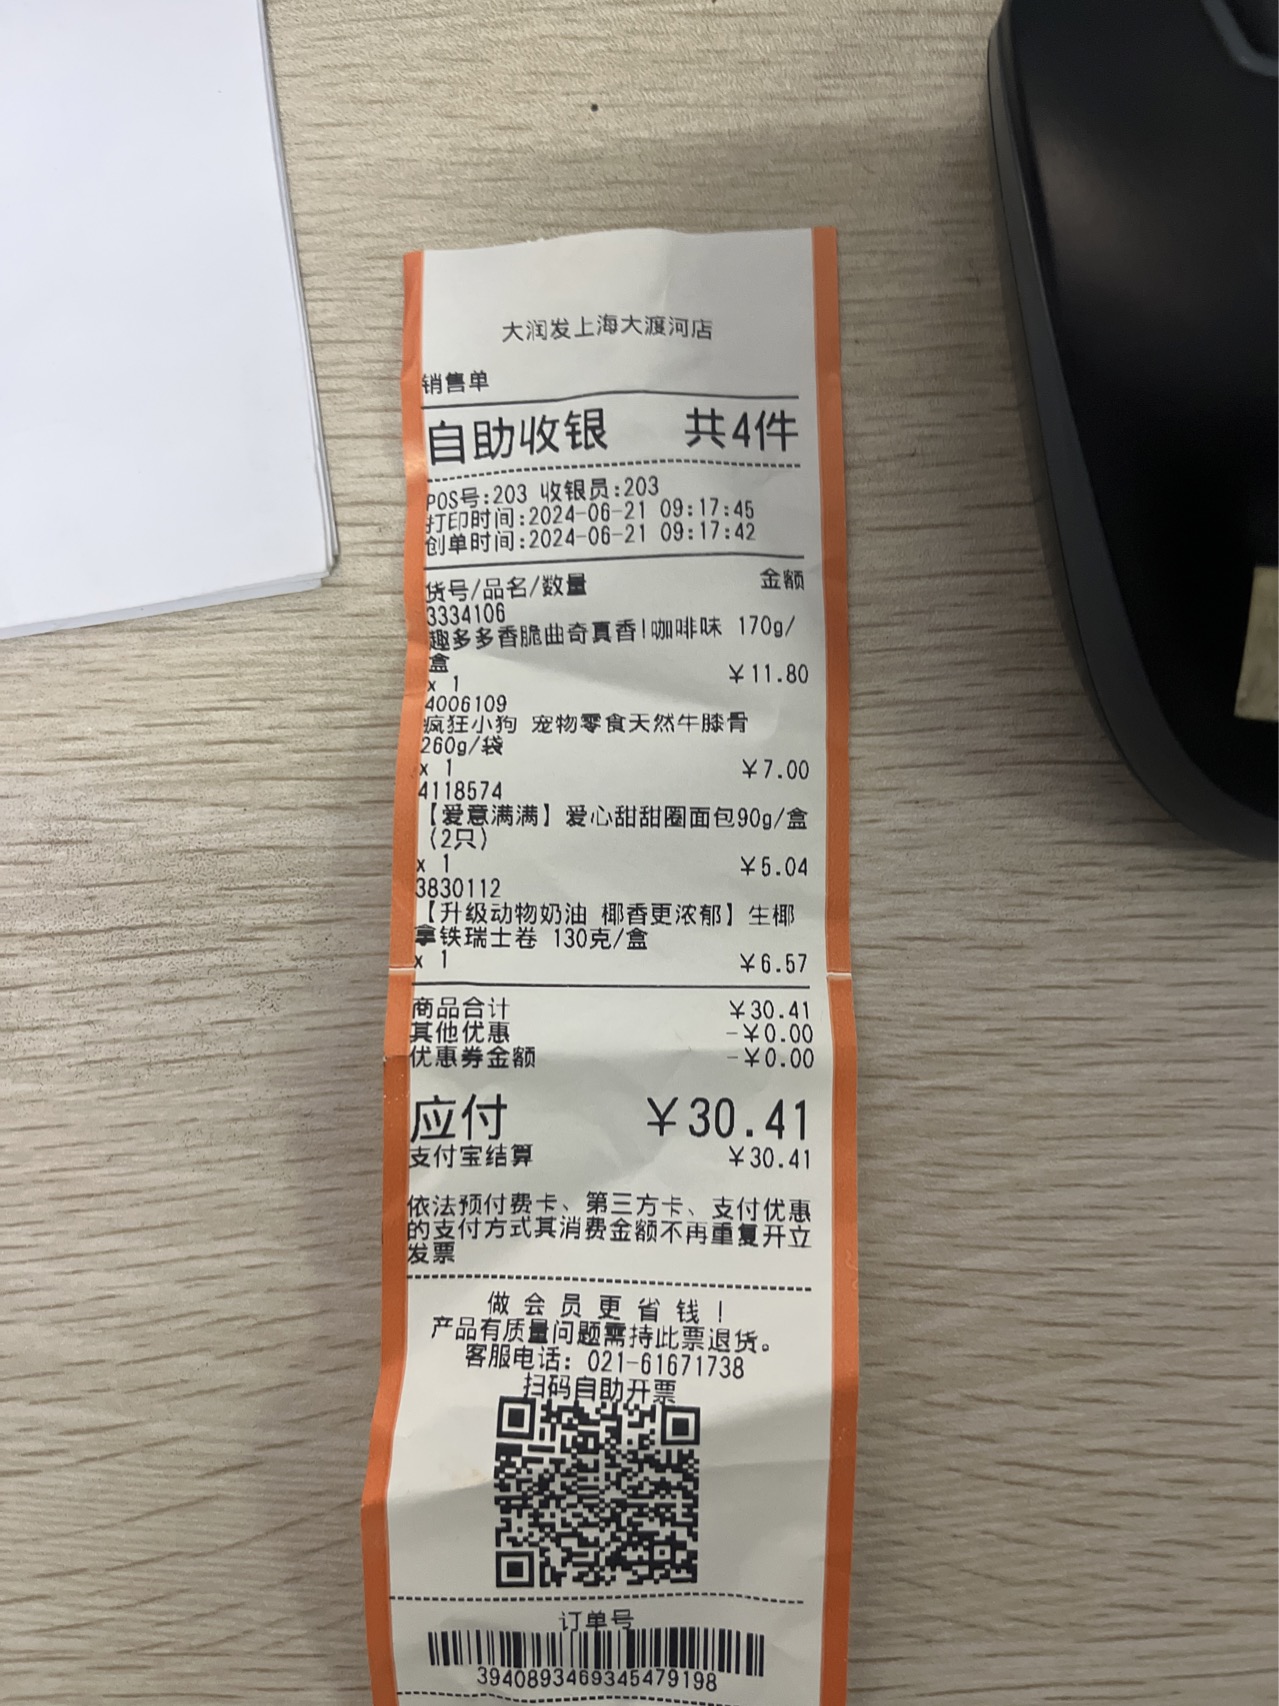 大润发上海大渡河店
销售单
自助收银 共4件
POS号:203 收银员:203
打印时间:2024-06-21 09:17:45
创单时间:2024-06-21 09:17:42
货号/品名/数量 金额
3334106
趣多多香脆曲奇真香!咖啡味 170g/
盒
x 1 ￥11.80
4006109
疯狂小狗 宠物零食天然牛膝骨
260g/袋
x 1 ￥7.00
4118574
【爱意满满】爱心甜甜圈面包90g/盒
（2只）
x 1 ￥5.04
3830112
【升级动物奶油 椰香更浓郁】生椰
拿铁瑞士卷 130克/盒
x 1 ￥6.57
商品合计 ￥30.41
其他优惠 -￥0.00
优惠券金额 -￥0.00
应付 ￥30.41
支付宝结算 ￥30.41
依法预付费卡、第三方卡、支付优惠
的支付方式其消费金额不再重复开立
发票
做会员更省钱！
产品有质量问题需持此票退货。
客服电话：021-61671738
扫码自助开票
订单号
3940893469345479198